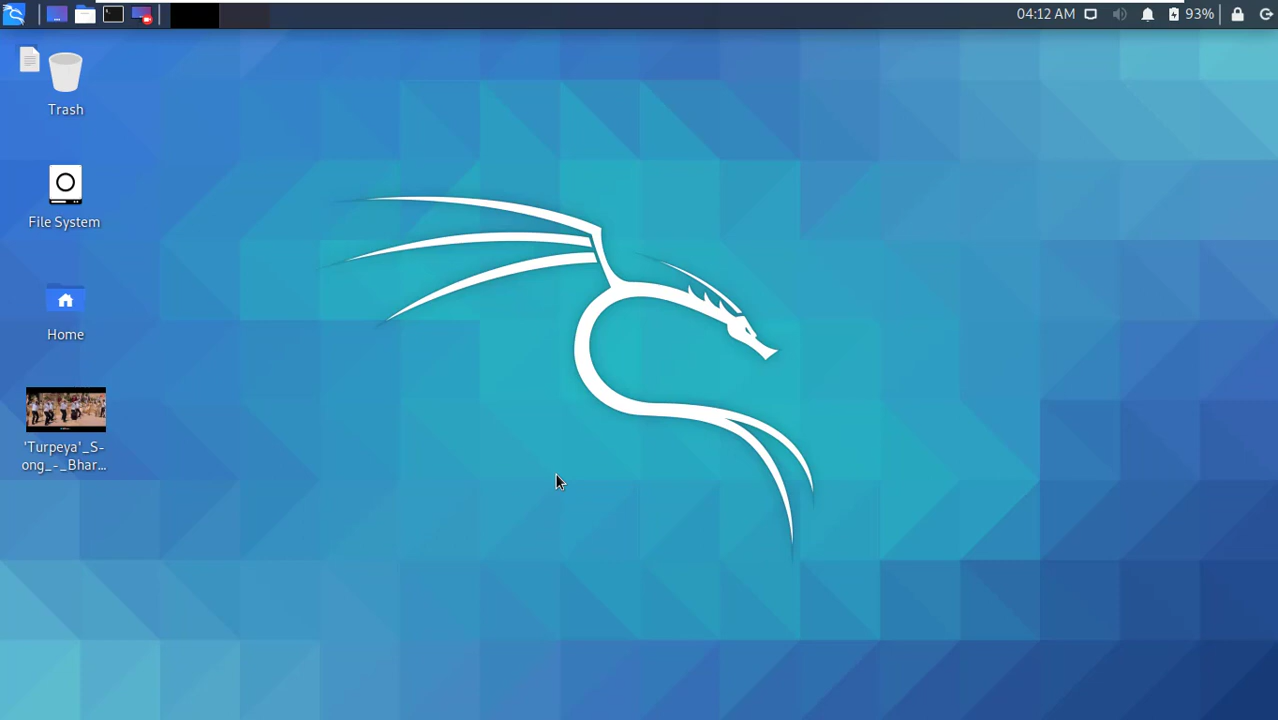 04:12 AM
93%
Trash
File System
Home
'Turpeya'_S-
ong_-_Bhar...